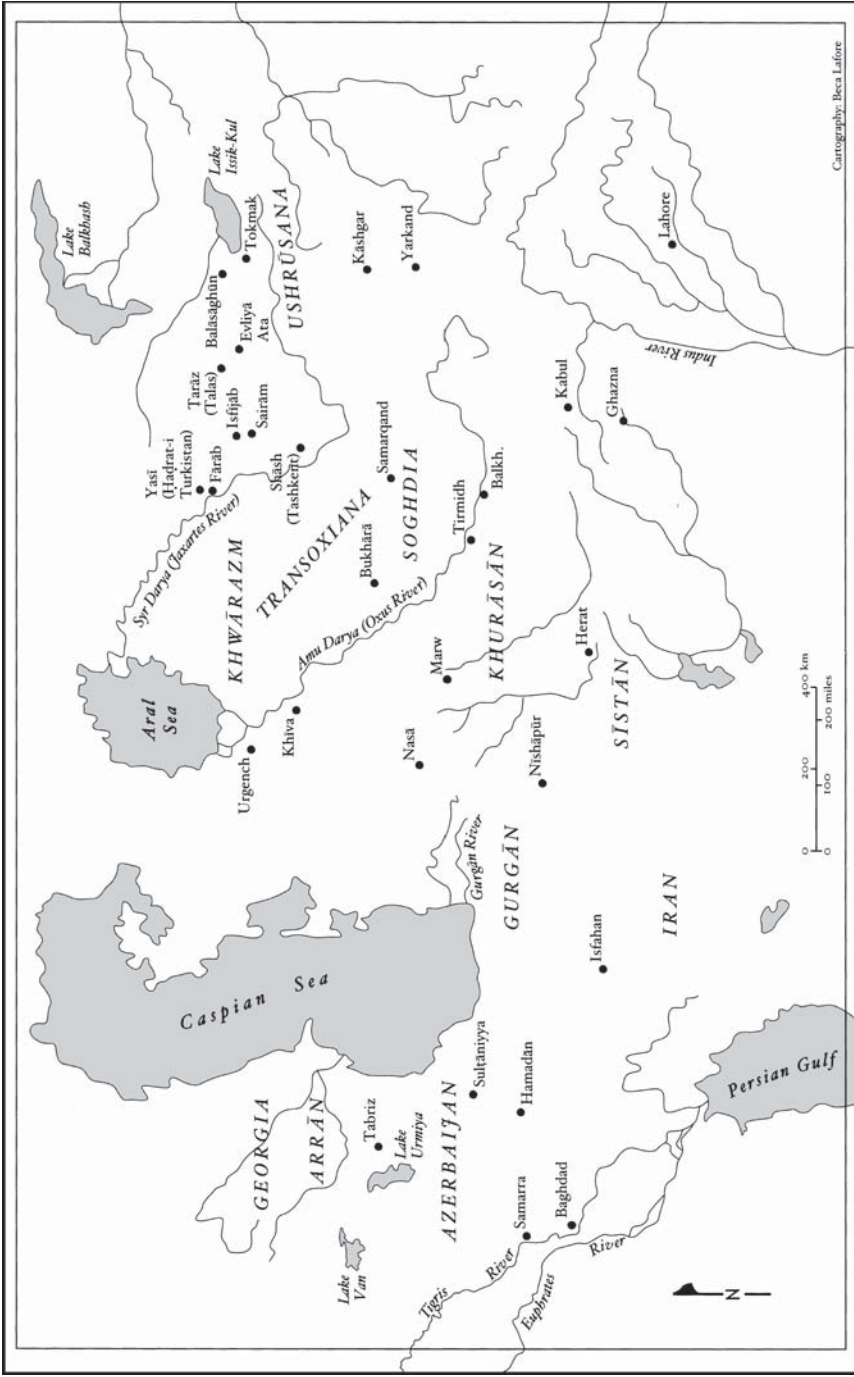 Lake
Balkhash
Lake
Issik-Kul
Tokmak
Balāsāghūn
Evliyā
Ata
Tarāz
(Talas)
Isfījāb
Sairām
Yasī
(Ḥaḍrat-i
Turkistan)
Fārāb
Shāsh
(Tashkent)
USHRŪSANA
Kāshgar
Yarkand
Syr Darya (Jaxartes River)
Aral
Sea
KHWĀRAZM
TRANSOXIANA
Samarqand
SOGHDIA
Bukhārā
Amu Darya (Oxus River)
Urgench
Khiva
Tirmidh
Balkh.
Marw
KHURĀSĀN
Nasā
Herat
Nīshāpūr
SĪSTĀN
Kabul
Ghazna
Lahore
Indus River
Caspian Sea
Gurgān River
GURGĀN
GEORGIA
ARRĀN
Tabriz
Lake
Urmiya
Lake
Van
AZERBAIJAN
Sulṭāniyya
Hamadān
Isfahan
IRAN
Samarra
Baghdad
Tigris River
Euphrates River
Persian Gulf
N
0 200 400 km
0 100 200 miles
Cartography: Beca Lafore